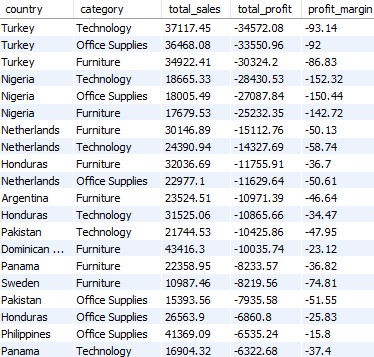 country category total_sales total_profit profit_margin
Turkey Technology 37117.45 -34572.08 -93.14
Turkey Office Supplies 36468.08 -33550.96 -92
Turkey Furniture 34922.41 -30324.2 -86.83
Nigeria Technology 18665.33 -28430.53 -152.32
Nigeria Office Supplies 18005.49 -27087.84 -150.44
Nigeria Furniture 17679.53 -25232.35 -142.72
Netherlands Furniture 30146.89 -15112.76 -50.13
Netherlands Technology 24390.94 -14327.69 -58.74
Honduras Furniture 32036.69 -11755.91 -36.7
Netherlands Office Supplies 22977.1 -11629.64 -50.61
Argentina Furniture 23524.51 -10971.39 -46.64
Honduras Technology 31525.06 -10865.66 -34.47
Pakistan Technology 21744.53 -10425.86 -47.95
Dominican ... Furniture 43416.3 -10035.74 -23.12
Panama Furniture 22358.95 -8233.57 -36.82
Sweden Furniture 10987.46 -8219.56 -74.81
Pakistan Office Supplies 15393.56 -7935.58 -51.55
Honduras Office Supplies 26563.9 -6860.8 -25.83
Philippines Office Supplies 41369.09 -6535.24 -15.8
Panama Technology 16904.32 -6322.68 -37.4